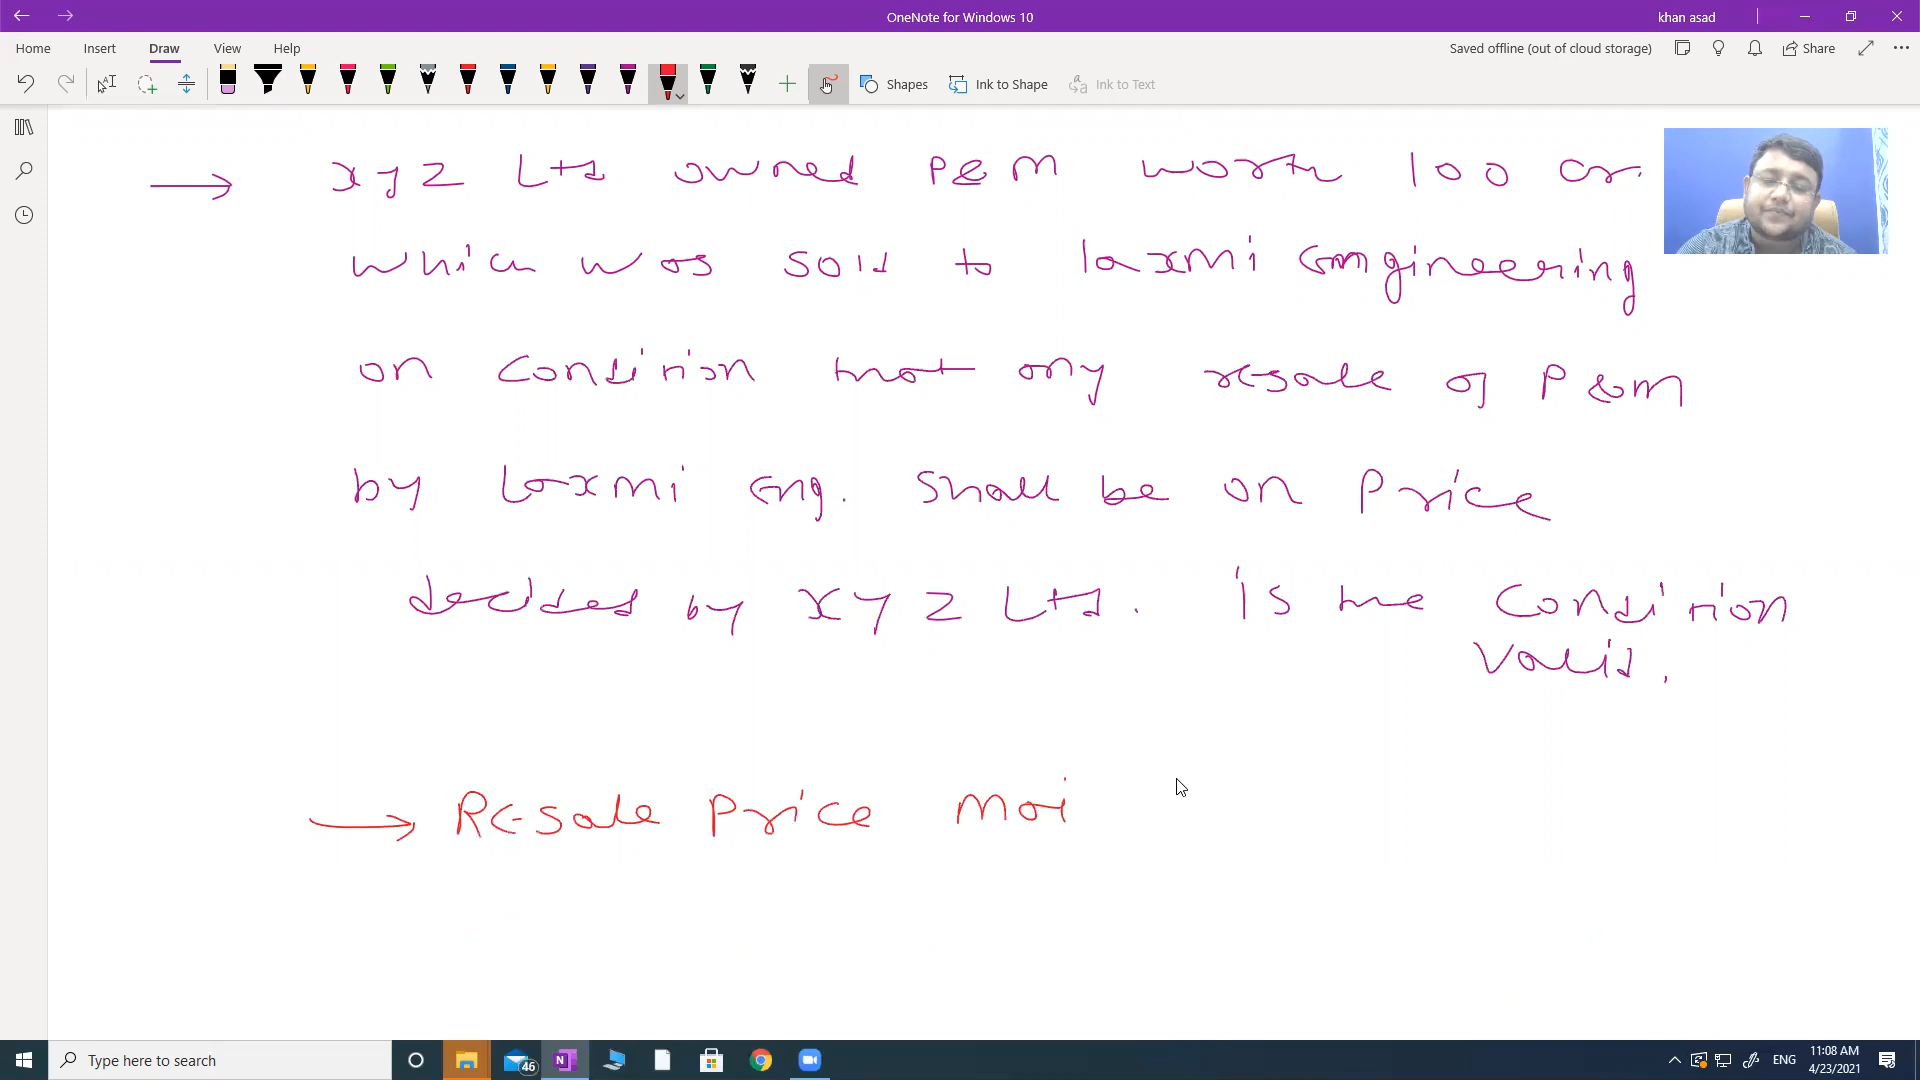 OneNote for Windows 10
khan asad
Home Insert Draw View Help
Saved offline (out of cloud storage) Share
Shapes Ink to Shape Ink to Text
xyz Ltd owned P&M worth 100 cr.
which was sold to laxmi Engineering
on condition that any resale of P&M
by Laxmi Eng. shall be on Price
decided by xyz Ltd. Is the condition
valid.
Resale Price Mai
Type here to search
46
ENG
11:08 AM
4/23/2021